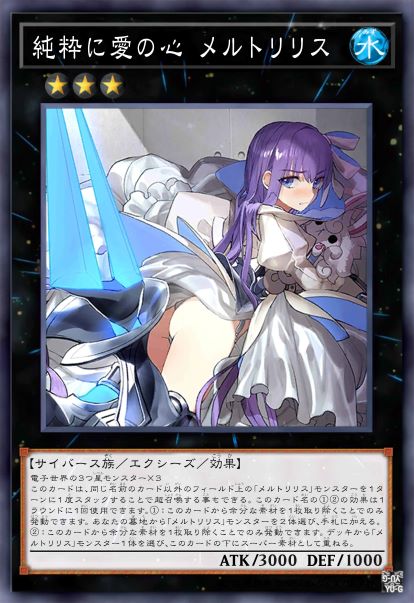 純粋に愛の心 メルトリリス
水
【サイバース族／エクシーズ／効果】
電子世界の3つ星モンスター×3
このカードは、同じ名前のカード以外のフィールド上の「メルトリリス」モンスターを1ター
ンに1度スタックすることで超召喚する事もできる。このカード名の①②の効果は1
ラウンドに1回使用できます。①：このカードから余分な素材を1枚取り除くことでのみ
発動できます。あなたの墓地から「メルトリリス」モンスターを2体選び、手札に加える。
②：このカードから余分な素材を1枚取り除くことでのみ発動できます。デッキから「メ
ルトリリス」モンスター1体を選び、このカードの下にスーパー素材として重ねる。
ATK/3000 DEF/1000